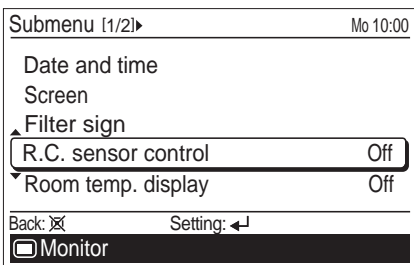 Submenu [1/2]▸ Mo 10:00
Date and time
Screen
Filter sign
R.C. sensor control Off
Room temp. display Off
Back: Setting:
Monitor